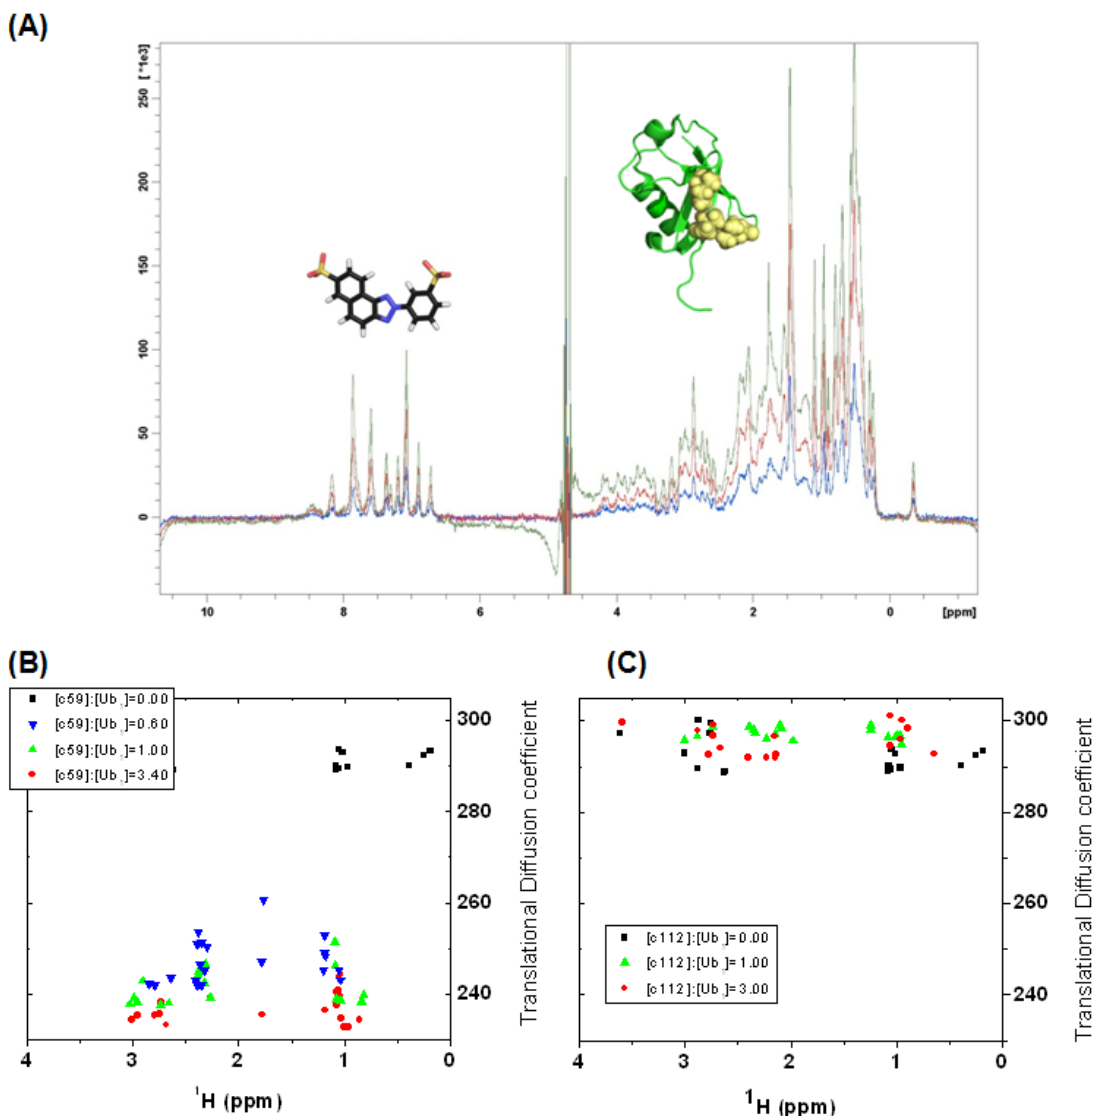 (A)
[ *1e3]
250
200
150
100
50
0
10
8
6
4
2
0
[ppm]
(B)
[c59]:[Ub ]=0.00
[c59]:[Ub ]=0.60
[c59]:[Ub ]=1.00
[c59]:[Ub ]=3.40
300
280
260
240
Translational Diffusion coefficient
4
3
2
1
0
¹H (ppm)
(C)
[c112]:[Ub ]=0.00
[c112]:[Ub ]=1.00
[c112]:[Ub ]=3.00
300
280
260
240
Translational Diffusion coefficient
4
3
2
1
0
¹H (ppm)